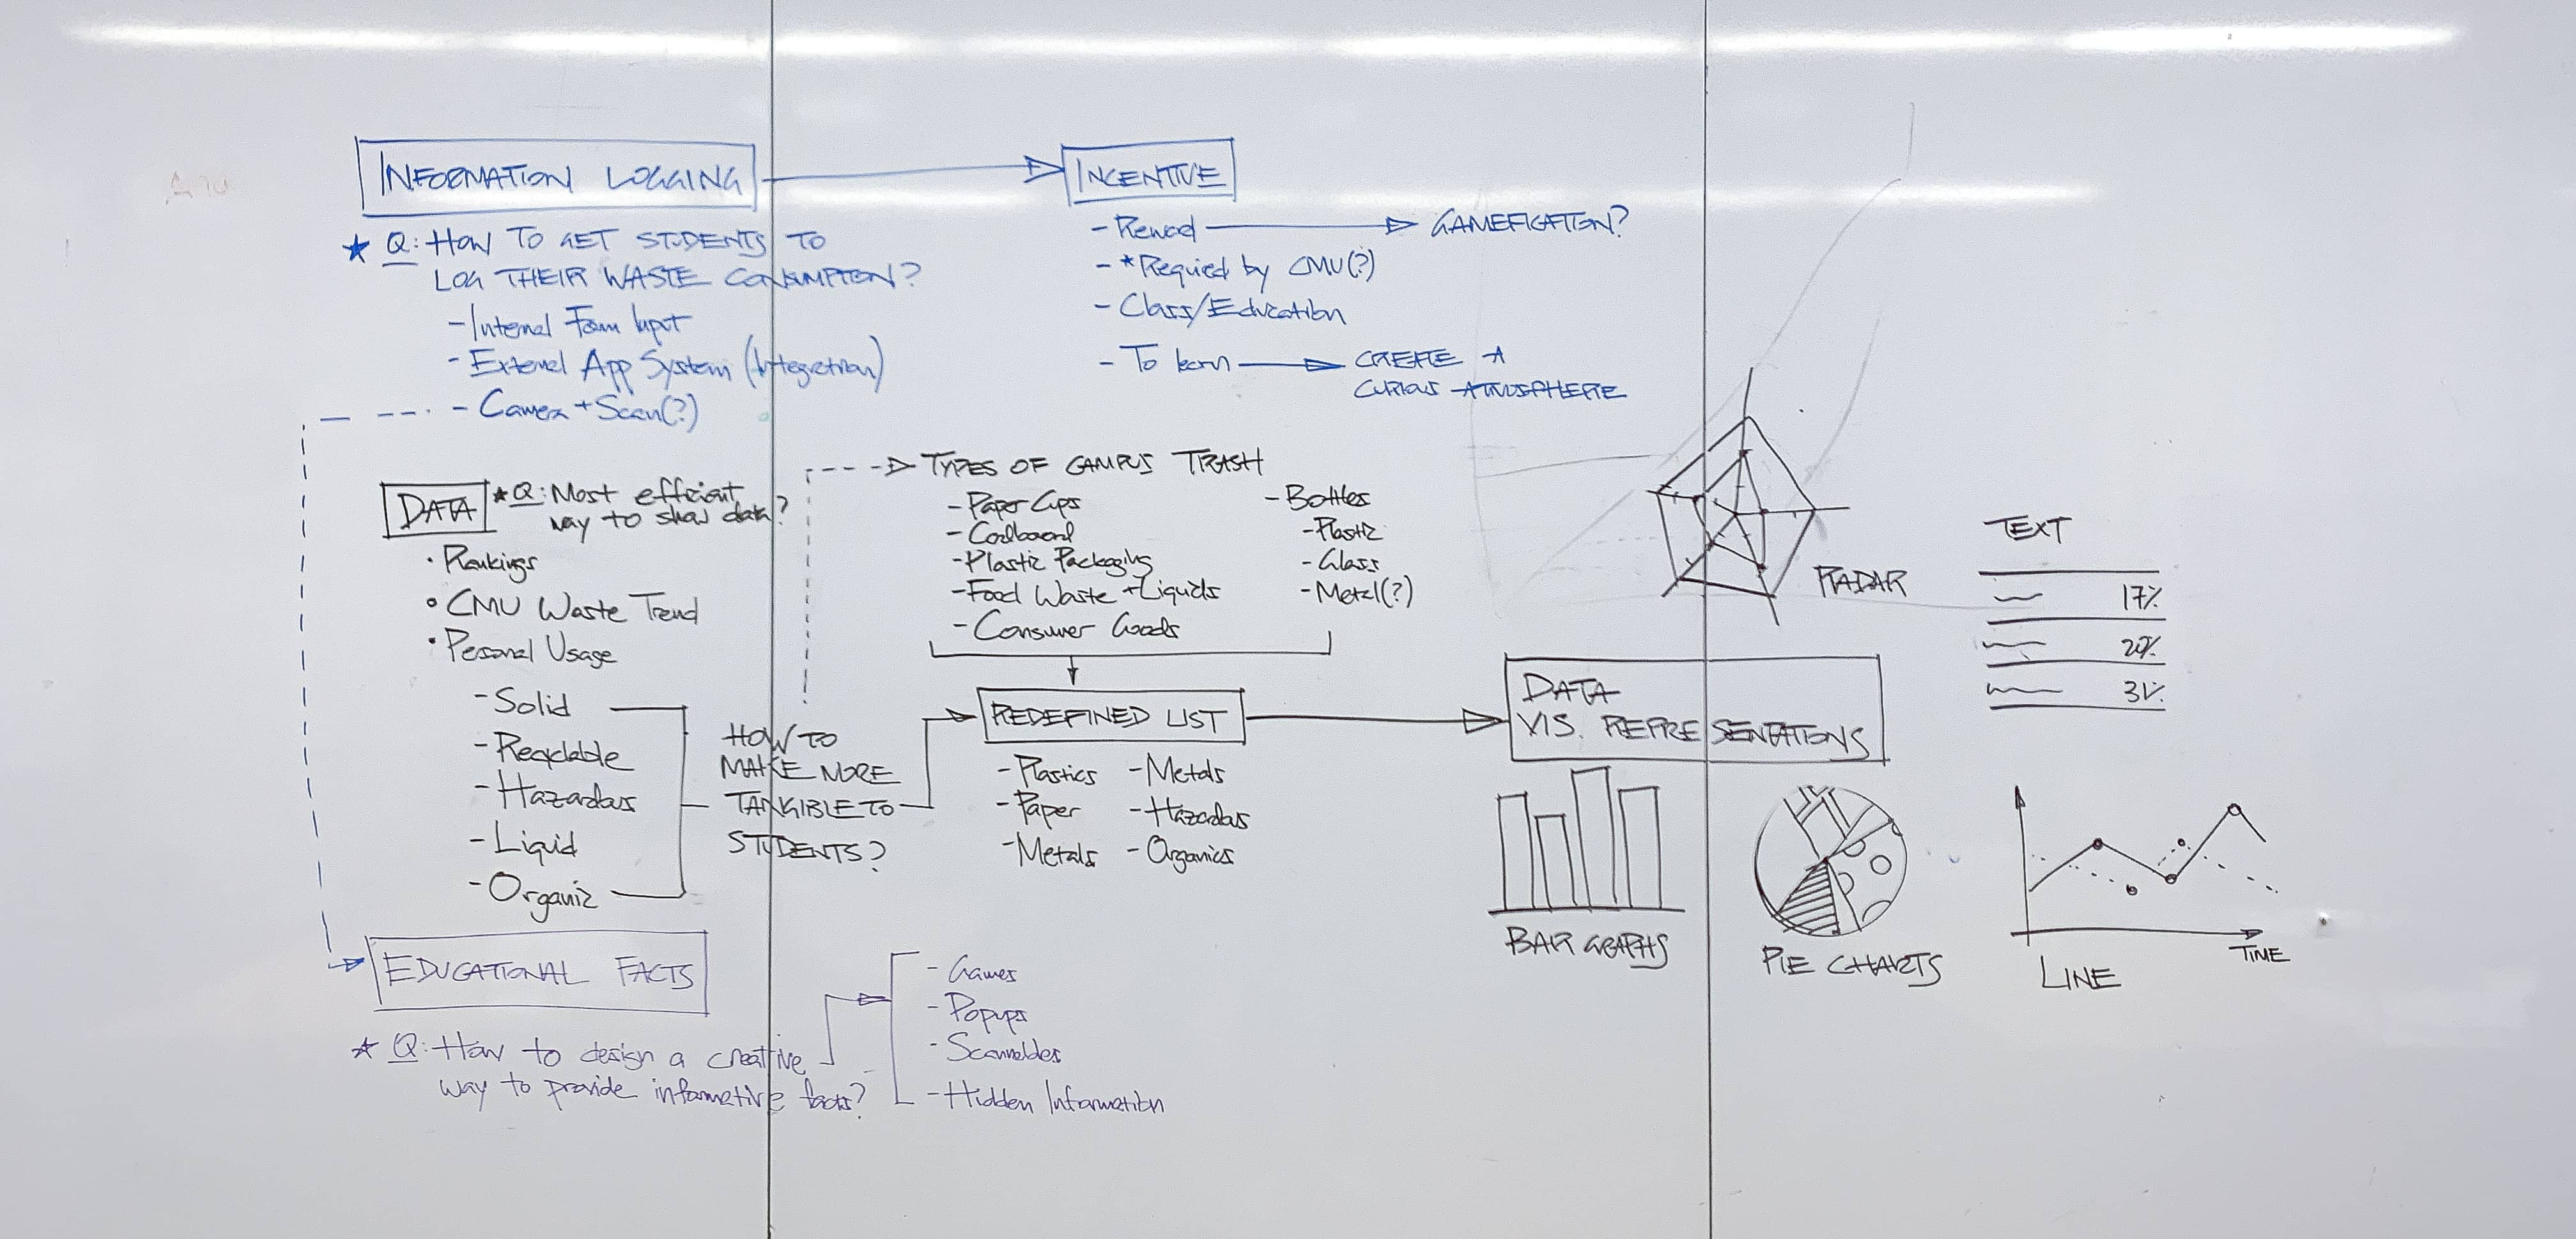 INFORMATION LOGGING
★ Q: HOW TO GET STUDENTS TO
LOG THEIR WASTE CONSUMPTION?
- Internal Form Input
- External App System (Integration)
- Camera + Scan(?)
INCENTIVE
- Reward
GAMEFICATION?
- *Required by CMU(?)
- Class/Education
- To learn
CREATE A
CURIOUS ATMOSPHERE
DATA
★ Q: Most efficient
way to show data?
• Rankings
• CMU Waste Trend
• Personal Usage
- Solid
- Recyclable
- Hazardous
- Liquid
- Organic
HOW TO
MAKE MORE
TANGIBLE TO
STUDENTS?
TYPES OF CAMPUS TRASH
- Paper Cups
- Cardboard
- Plastic Packaging
- Food Waste + Liquids
- Consumer Goods
- Bottles
- Plastic
- Glass
- Metal(?)
REDEFINED LIST
- Plastics
- Paper
- Metals
- Metals
- Hazardous
- Organics
DATA
VIS. REPRESENTATIONS
RADAR
TEXT
17%
20%
31%
BAR GRAPHS
PIE CHARTS
LINE
TIME
EDUCATIONAL FACTS
★ Q: How to design a creative
way to provide informative facts?
- Games
- Popups
- Scannables
- Hidden Information